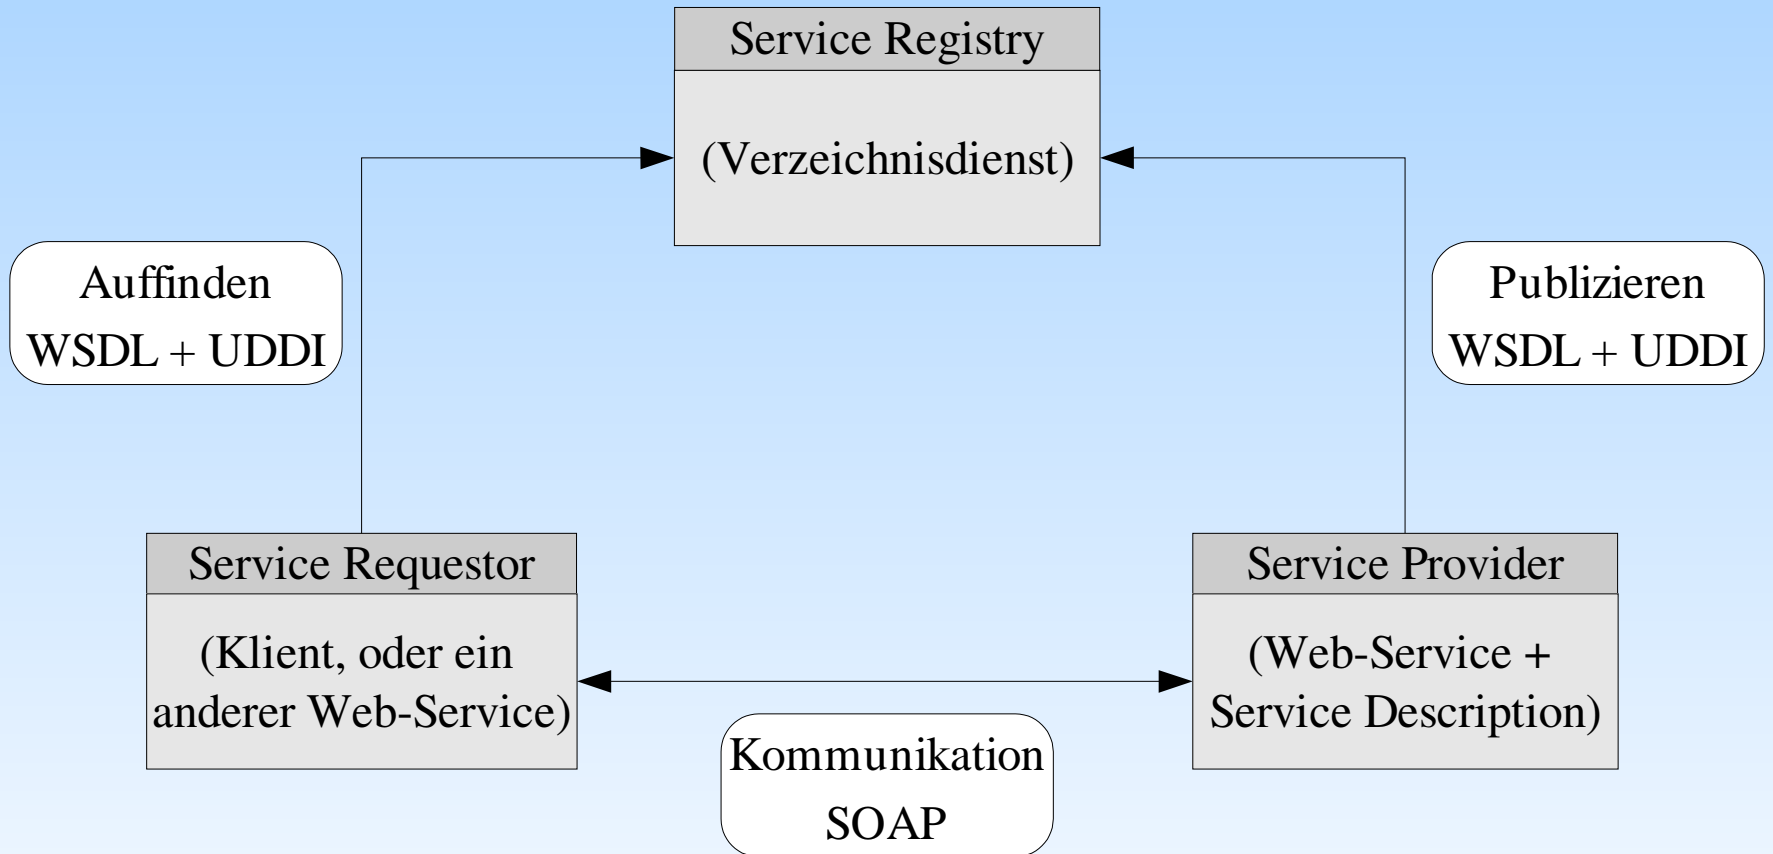 Service Registry
(Verzeichnisdienst)
Auffinden
WSDL + UDDI
Publizieren
WSDL + UDDI
Service Requestor
(Klient, oder ein
anderer Web-Service)
Service Provider
(Web-Service +
Service Description)
Kommunikation
SOAP